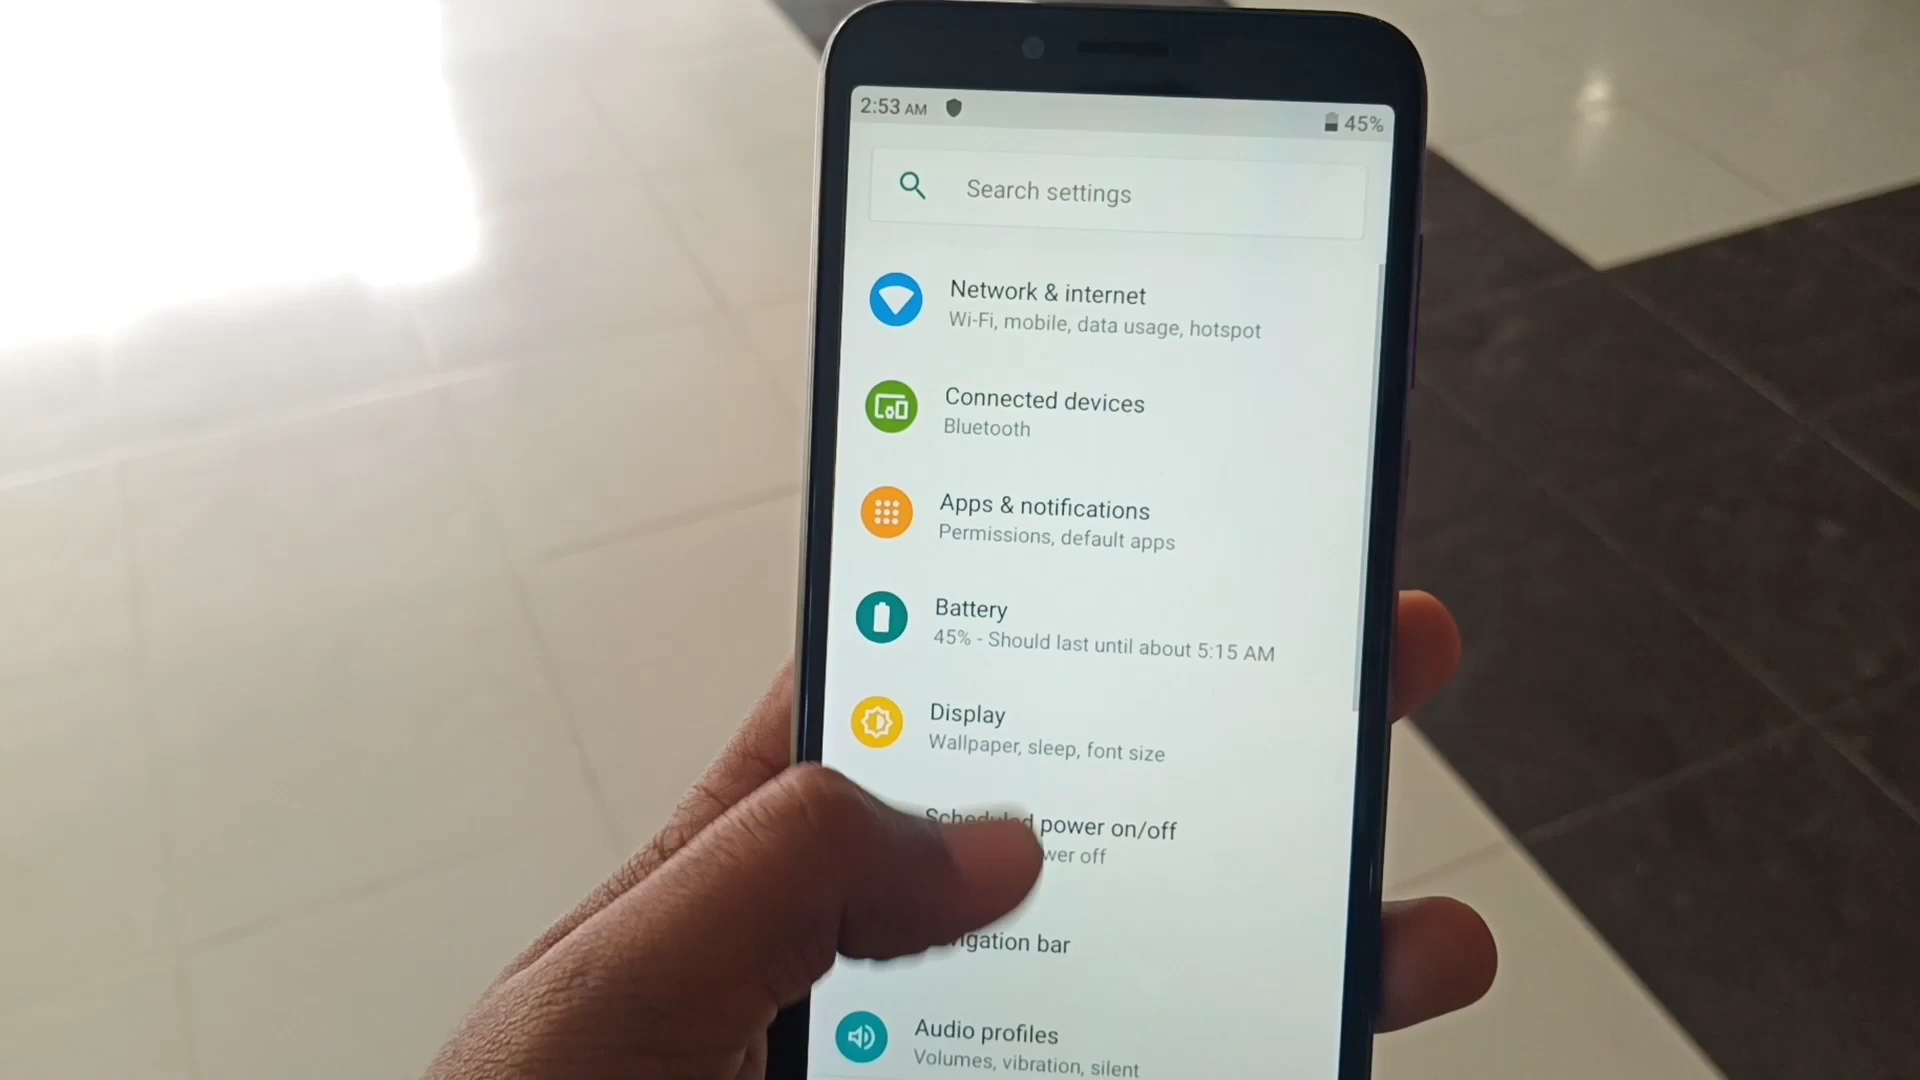 2:53 AM
45%
Search settings
Network & internet
Wi-Fi, mobile, data usage, hotspot
Connected devices
Bluetooth
Apps & notifications
Permissions, default apps
Battery
45% - Should last until about 5:15 AM
Display
Wallpaper, sleep, font size
Scheduled power on/off
off
bar
Audio profiles
Volumes, vibration, silent